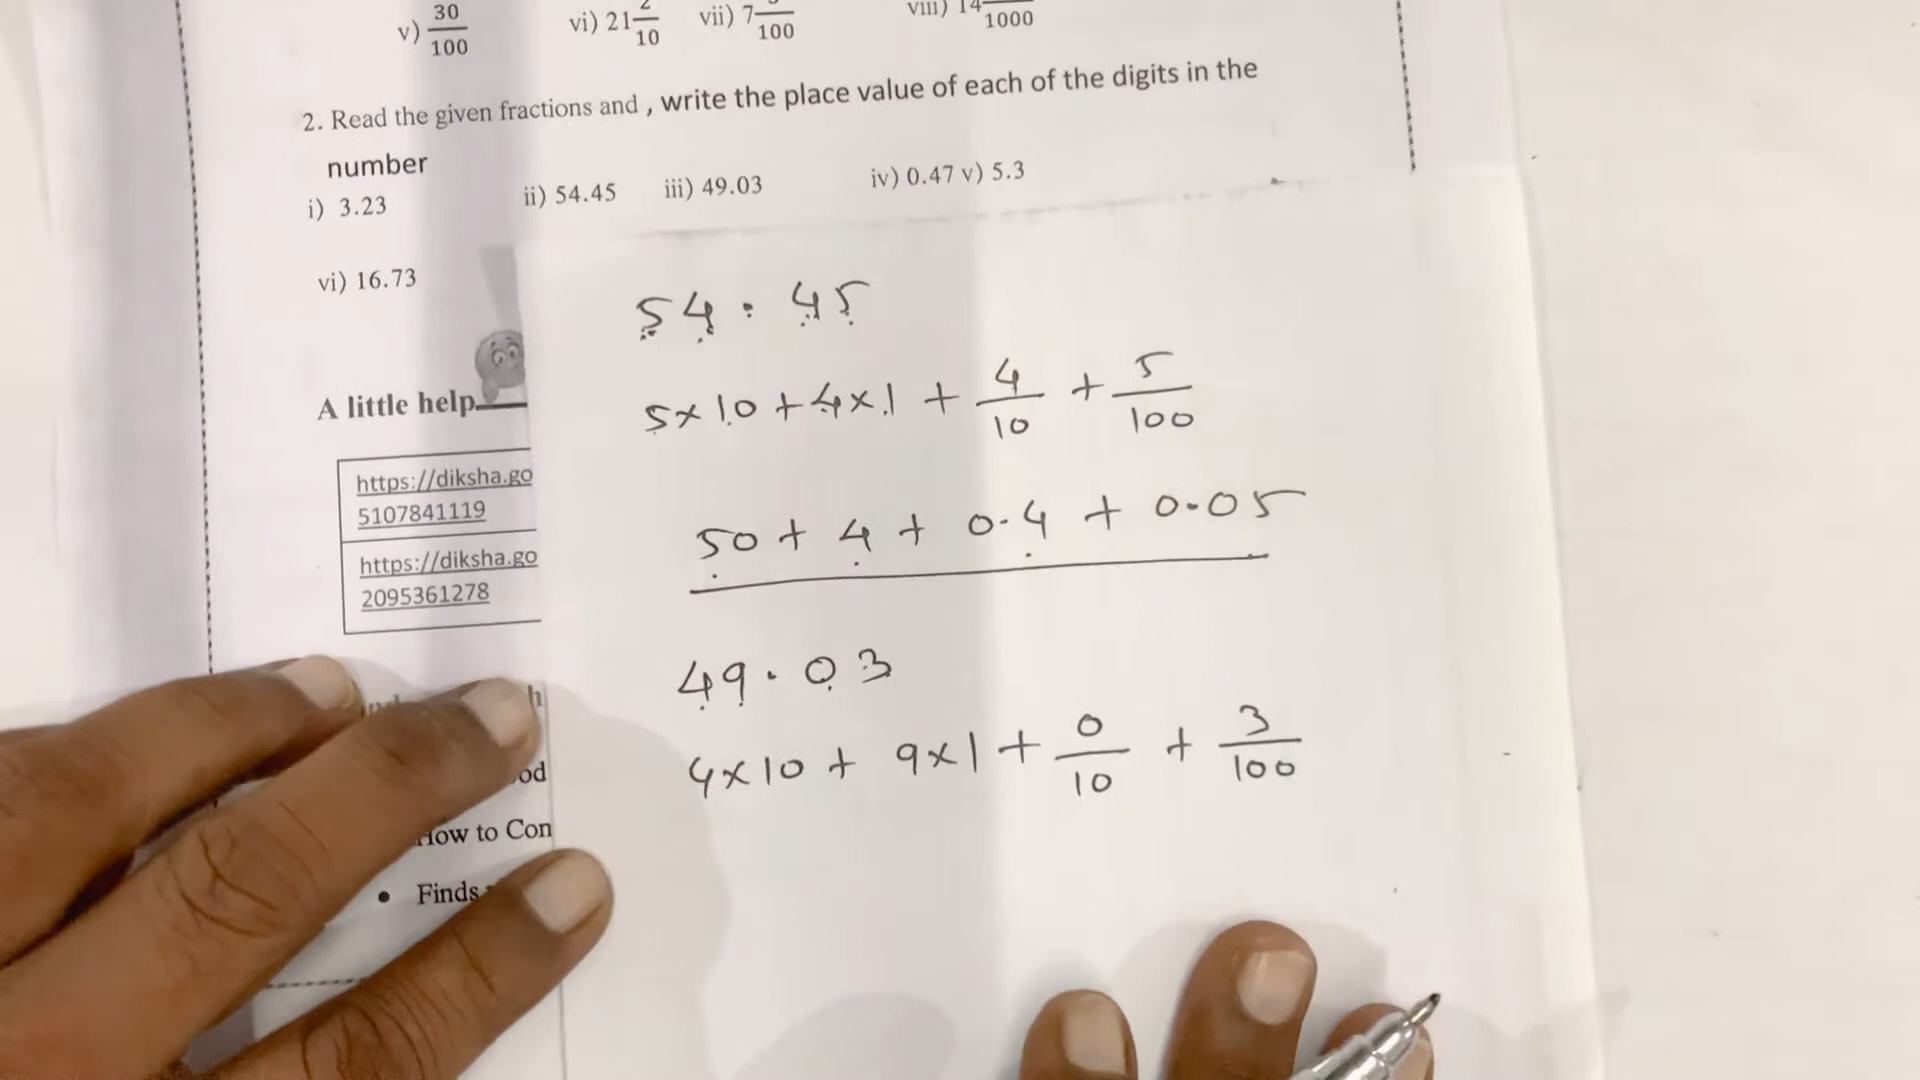 v) 30/100 vi) 21 /10 vii) 7 /100 viii) 14 /1000
2. Read the given fractions and , write the place value of each of the digits in the
number
i) 3.23 ii) 54.45 iii) 49.03 iv) 0.47 v) 5.3
vi) 16.73
54.45
5×10+4×1+4/10+5/100
A little help
https://diksha.go
5107841119
50+4+0.4+0.05
https://diksha.go
2095361278
49.03
4×10+9×1+0/10+3/100
od
How to Con
• Finds